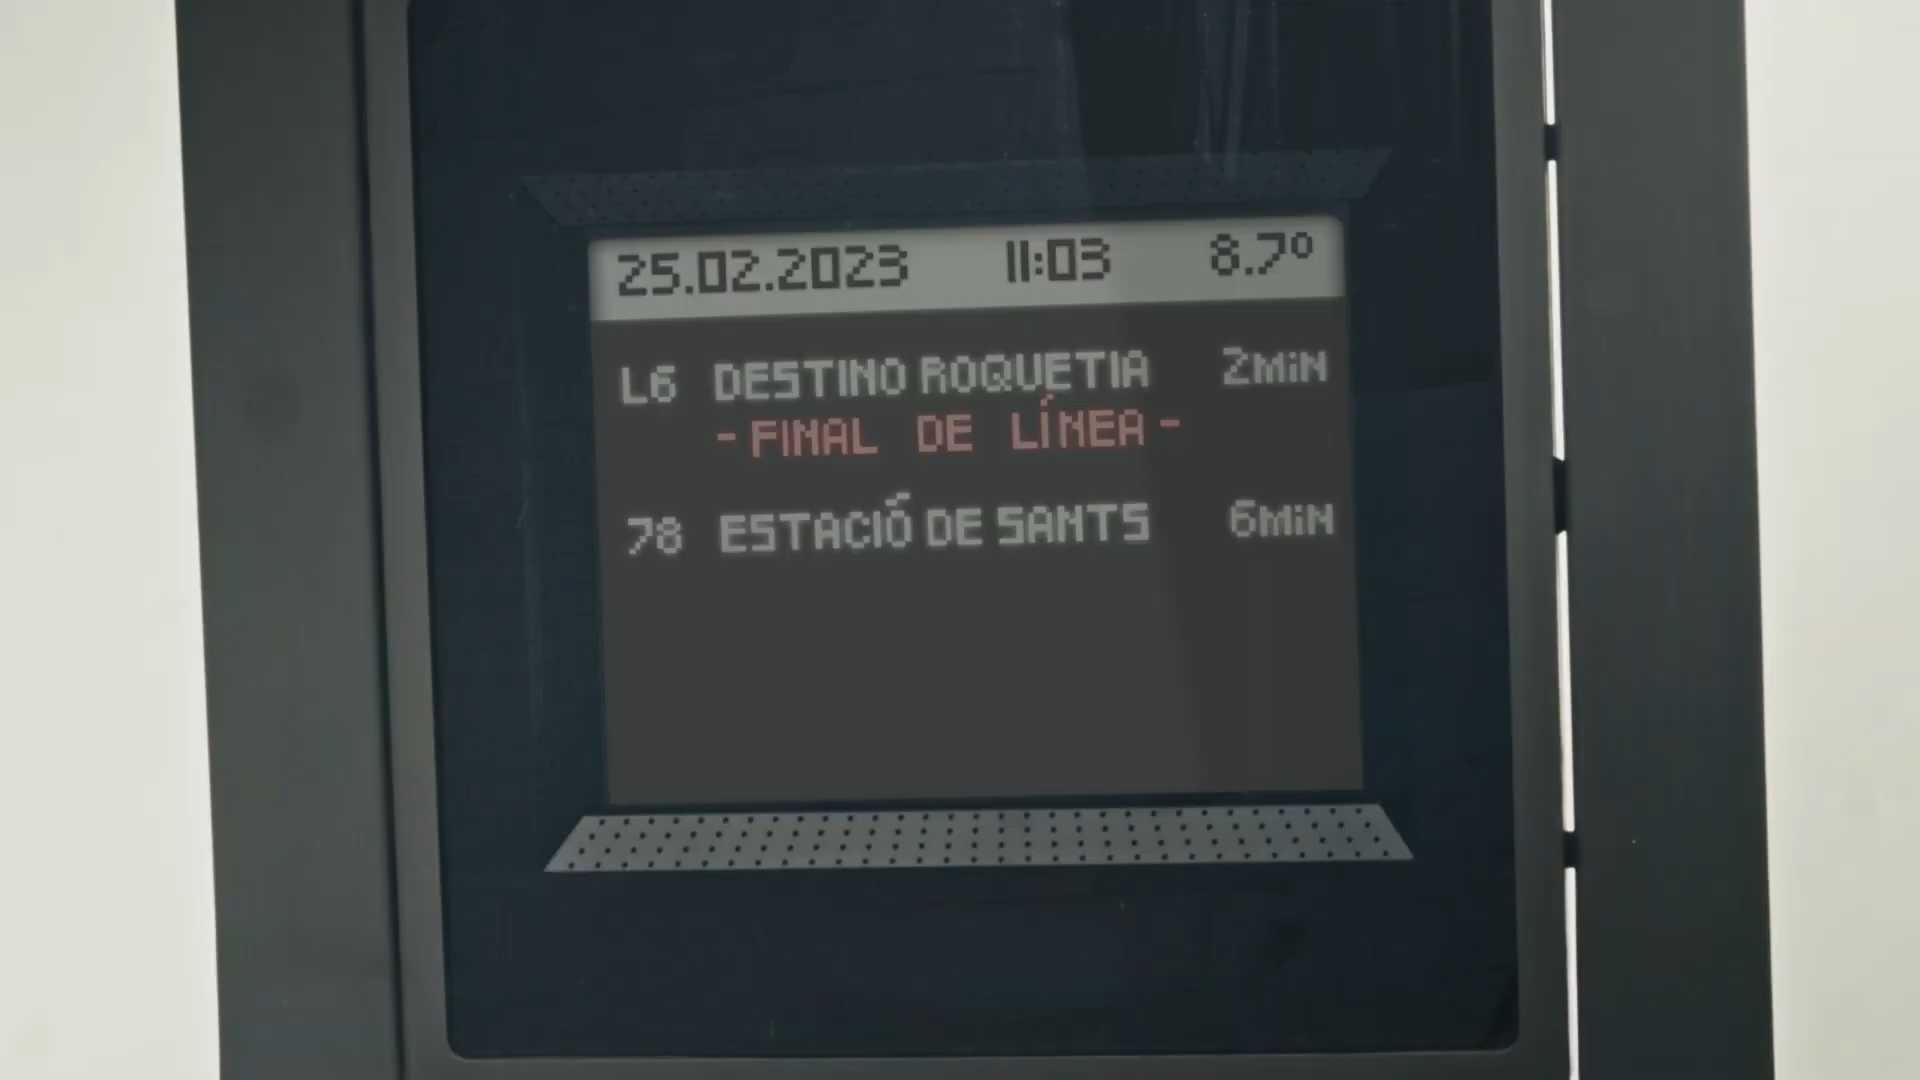 25.02.2023 11:03 8.7º
L6 DESTINO ROQUETIA 2MiN
-FINAL DE LÍNEA-
78 ESTACIÓ DE SANTS 6MiN